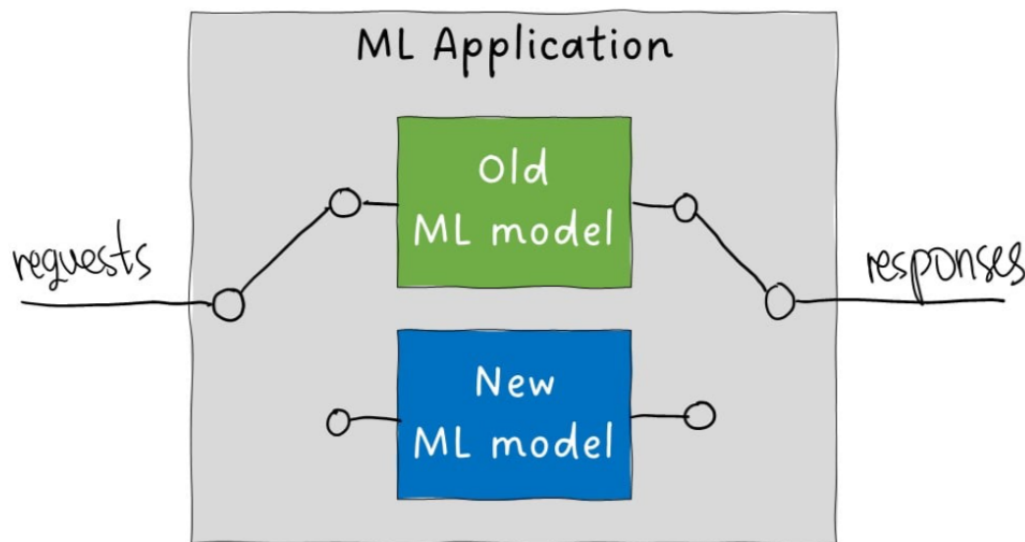 ML Application
Old
ML model
requests
responses
New
ML model